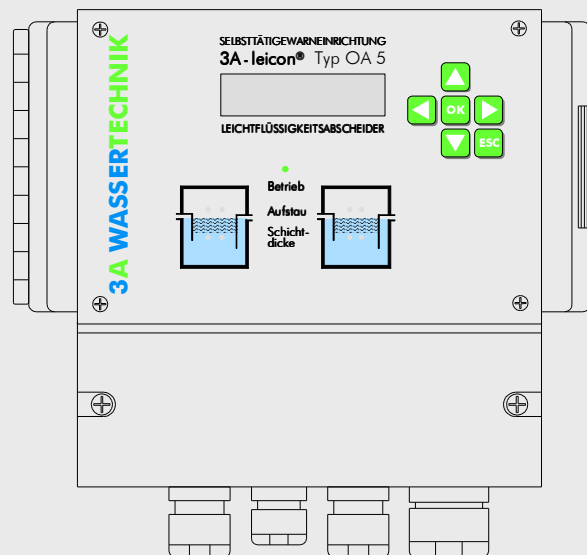 SELBSTTÄTIGEWARNEINRICHTUNG
3A-leicon® Typ OA 5
LEICHTFLÜSSIGKEITSABSCHEIDER
OK
ESC
3A WASSERTECHNIK
Betrieb
Aufstau
Schicht-
dicke